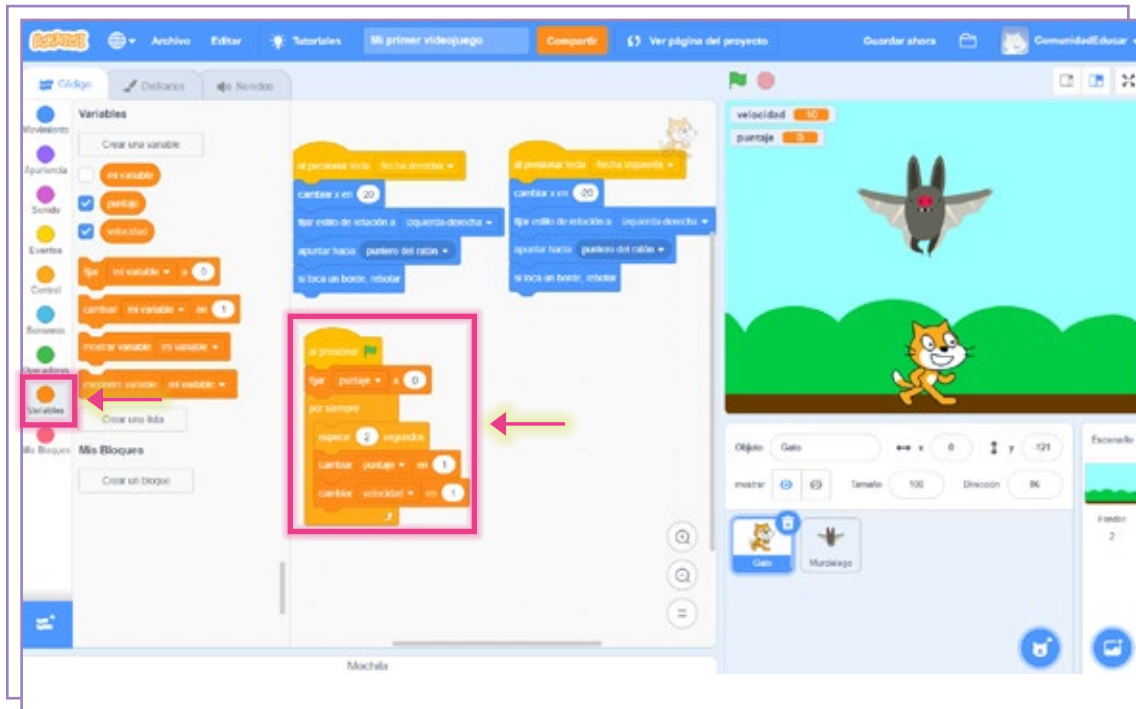 SCRATCH
Archivo
Editar
Tutoriales
Mi primer videojuego
Compartir
Ver página del proyecto
Guardar ahora
ComunidadEducar
Código
Disfraces
Sonidos
Movimiento
Apariencia
Sonido
Eventos
Control
Sensores
Operadores
Variables
Mis Bloques
Variables
Crear una variable
mi variable
puntaje
velocidad
fijar mi variable a 0
cambiar mi variable en 1
mostrar variable mi variable
esconder variable mi variable
Crear una lista
Mis Bloques
Crear un bloque
al presionar tecla flecha derecha
cambiar x en 20
fijar estilo de rotación a izquierda-derecha
apuntar hacia puntero del ratón
si toca un borde, rebotar
al presionar tecla flecha izquierda
cambiar x en -20
fijar estilo de rotación a izquierda-derecha
apuntar hacia puntero del ratón
si toca un borde, rebotar
al presionar
fijar puntaje a 0
por siempre
esperar 2 segundos
cambiar puntaje en 1
cambiar velocidad en 1
Mochila
velocidad 10
puntaje
Objeto Gato x 0 y -121
mostrar Tamaño 100 Dirección 86
Gato
Murcielago
Escenario
Fondos
2